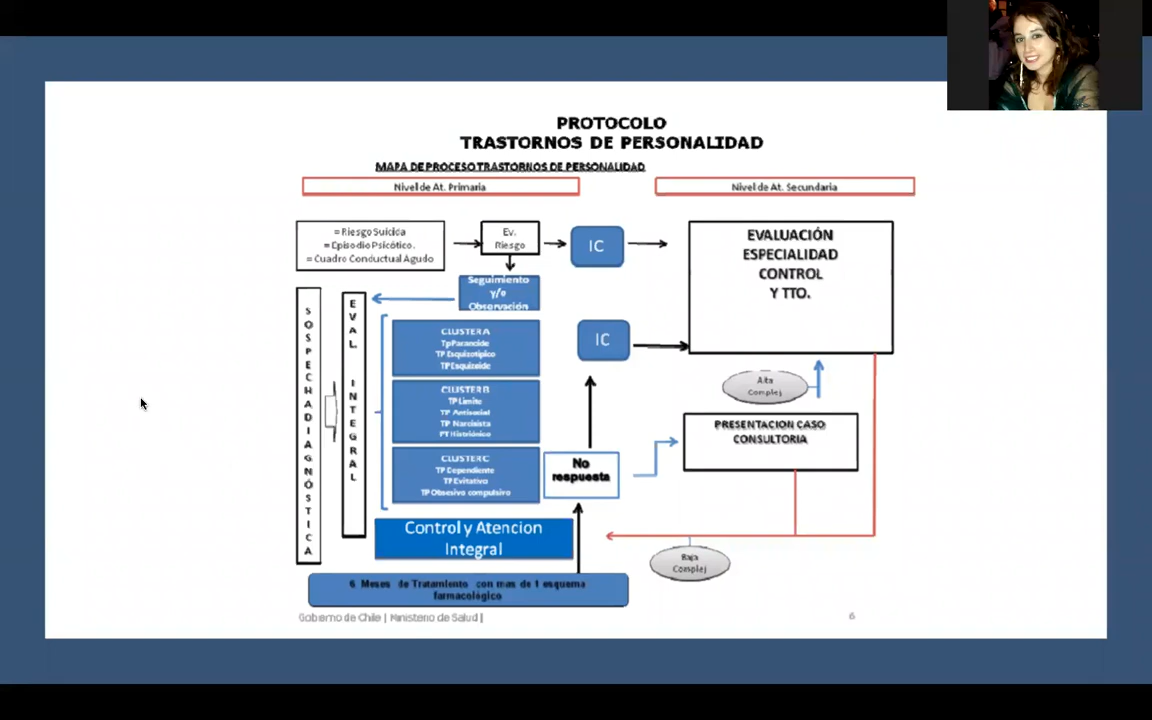 PROTOCOLO
TRASTORNOS DE PERSONALIDAD
MAPA DE PROCESO TRASTORNOS DE PERSONALIDAD
Nivel de At. Primaria
Nivel de At. Secundaria
= Riesgo Suicida
= Episodio Psicótico.
= Cuadro Conductual Agudo
Ev.
Riesgo
IC
EVALUACIÓN
ESPECIALIDAD
CONTROL
Y TTO.
Seguimiento
y/o
Observación
SOSPECHA DIAGNÓSTICA
EVAL. INTEGRAL
CLUSTER A
Tp Paranoide
TP Esquizotípico
TP Esquizoide
IC
CLUSTER B
TP Limite
TP Antisocial
TP Narcisista
PT Histriónico
Alta
Complej
PRESENTACION CASO
CONSULTORIA
CLUSTER C
TP Dependiente
TP Evitativo
TP Obsesivo compulsivo
No
respuesta
Control y Atencion
Integral
Baja
Complej
6 Meses de Tratamiento con mas de 1 esquema
farmacológico
Gobierno de Chile | Ministerio de Salud |
6